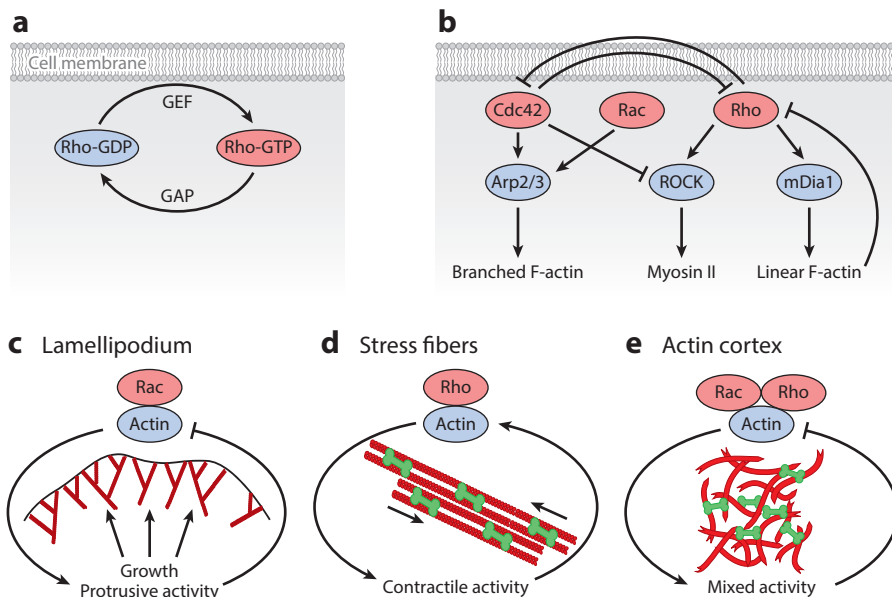 a
Cell membrane
GEF
Rho-GDP
Rho-GTP
GAP
b
Cdc42
Rac
Rho
Arp2/3
ROCK
mDia1
Branched F-actin
Myosin II
Linear F-actin
c Lamellipodium
Rac
Actin
Growth
Protrusive activity
d Stress fibers
Rho
Actin
Contractile activity
e Actin cortex
Rac
Rho
Actin
Mixed activity